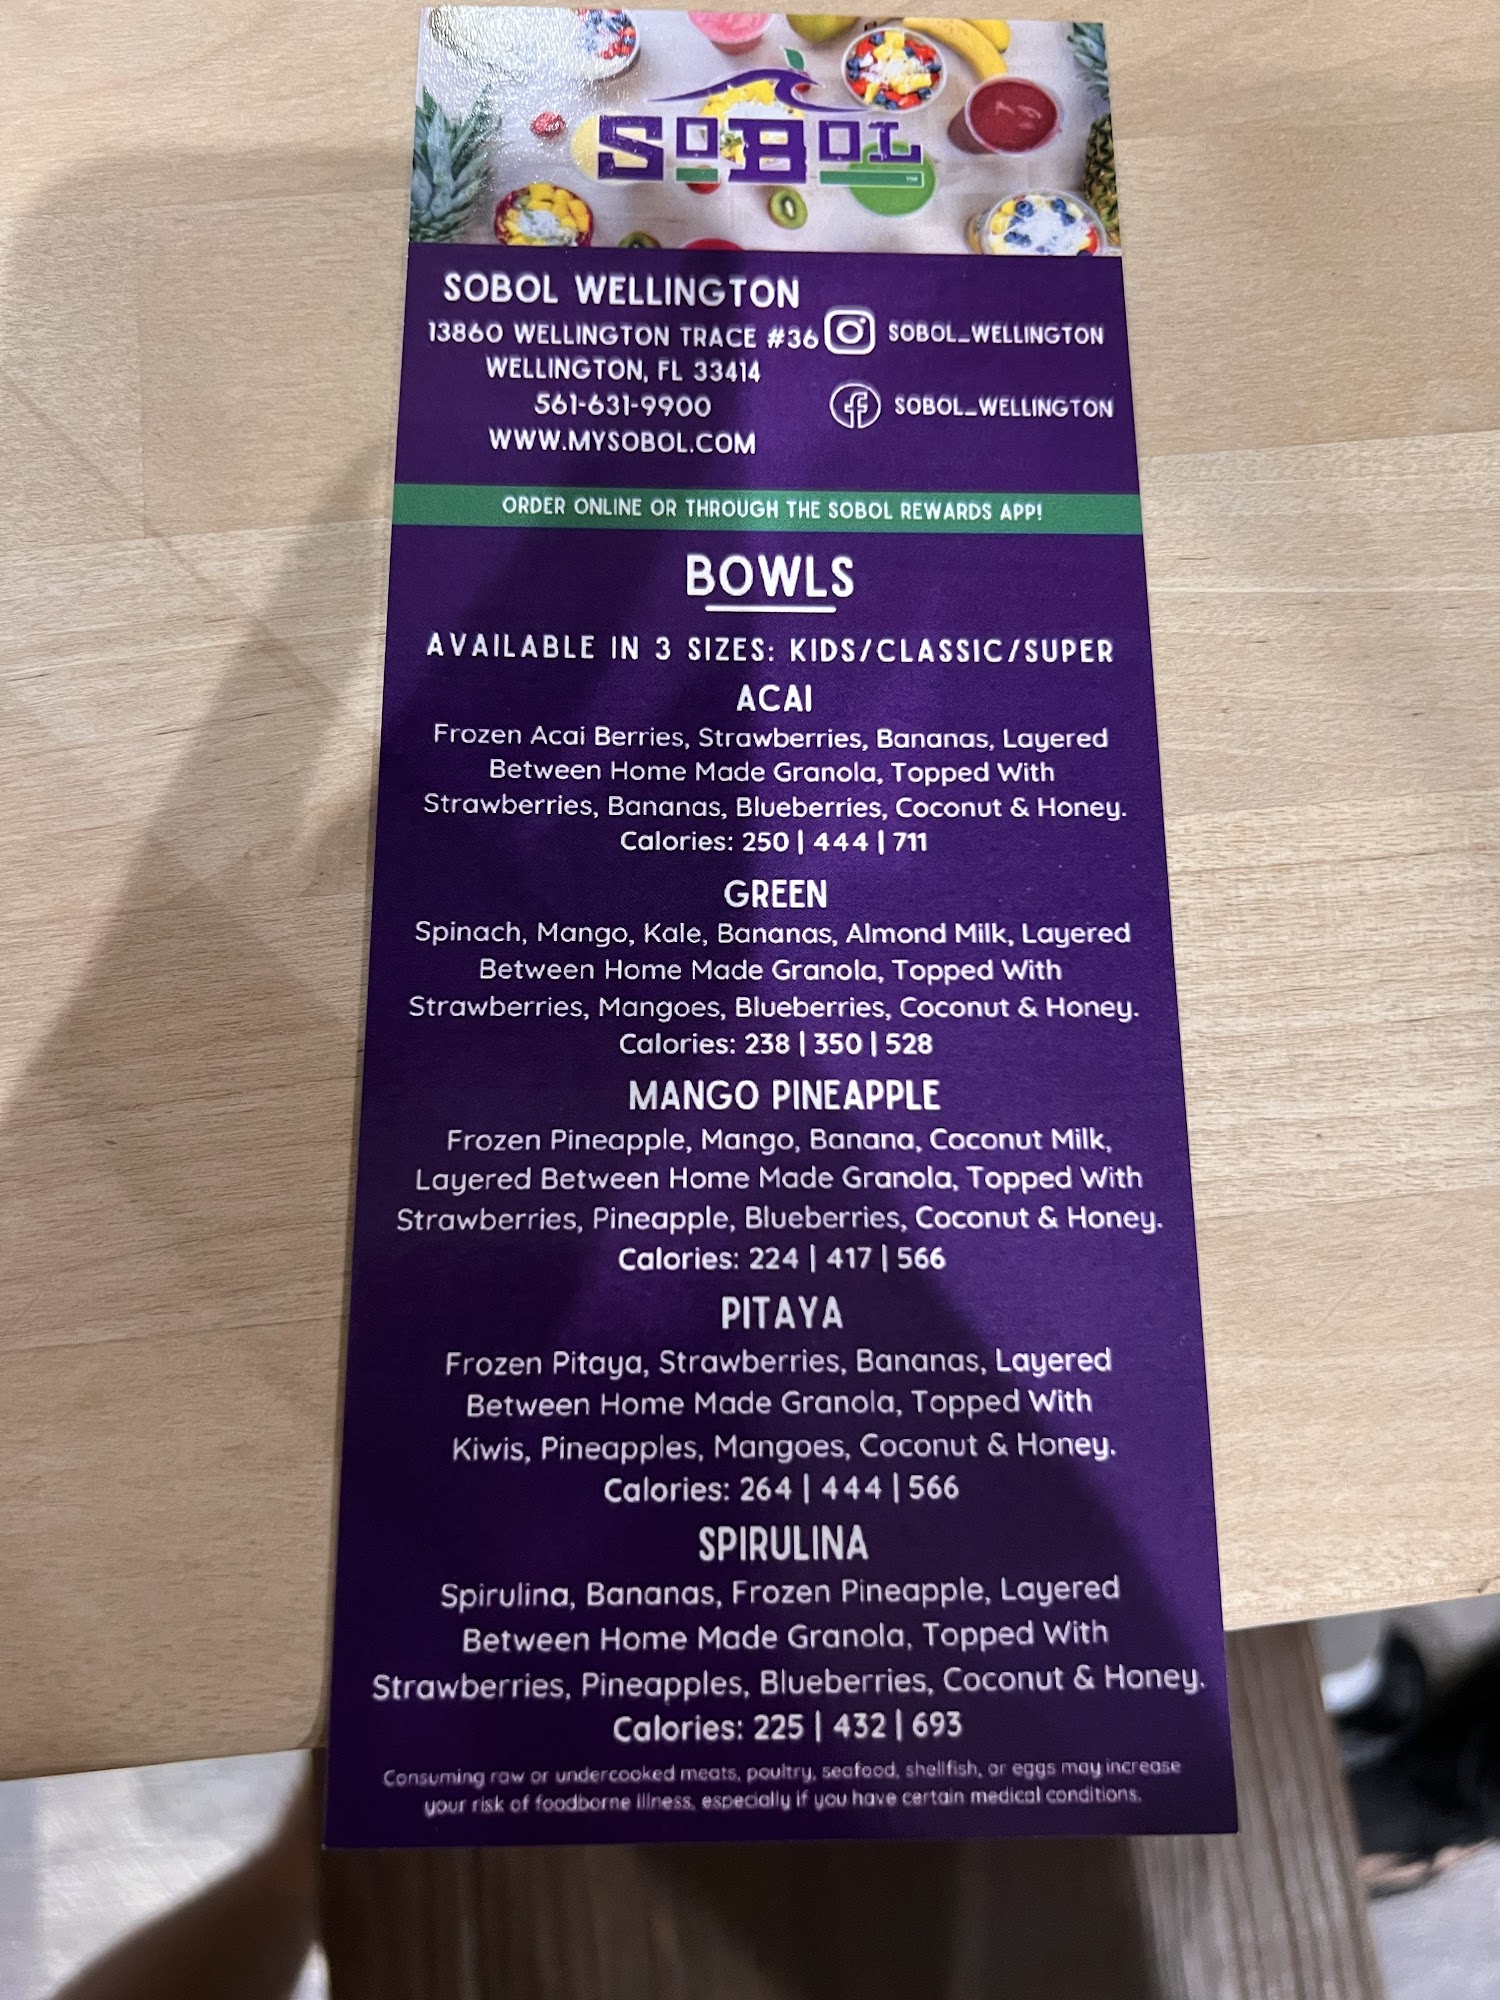 SOBOL
SOBOL WELLINGTON
13860 WELLINGTON TRACE #36
WELLINGTON, FL 33414
561-631-9900
WWW.MYSOBOL.COM
SOBOL_WELLINGTON
SOBOL_WELLINGTON
ORDER ONLINE OR THROUGH THE SOBOL REWARDS APP!
BOWLS
AVAILABLE IN 3 SIZES: KIDS/CLASSIC/SUPER
ACAI
Frozen Acai Berries, Strawberries, Bananas, Layered
Between Home Made Granola, Topped With
Strawberries, Bananas, Blueberries, Coconut & Honey.
Calories: 250 | 444 | 711
GREEN
Spinach, Mango, Kale, Bananas, Almond Milk, Layered
Between Home Made Granola, Topped With
Strawberries, Mangoes, Blueberries, Coconut & Honey.
Calories: 238 | 350 | 528
MANGO PINEAPPLE
Frozen Pineapple, Mango, Banana, Coconut Milk,
Layered Between Home Made Granola, Topped With
Strawberries, Pineapple, Blueberries, Coconut & Honey.
Calories: 224 | 417 | 566
PITAYA
Frozen Pitaya, Strawberries, Bananas, Layered
Between Home Made Granola, Topped With
Kiwis, Pineapples, Mangoes, Coconut & Honey.
Calories: 264 | 444 | 566
SPIRULINA
Spirulina, Bananas, Frozen Pineapple, Layered
Between Home Made Granola, Topped With
Strawberries, Pineapples, Blueberries, Coconut & Honey.
Calories: 225 | 432 | 693
Consuming raw or undercooked meats, poultry, seafood, shellfish, or eggs may increase
your risk of foodborne illness, especially if you have certain medical conditions.